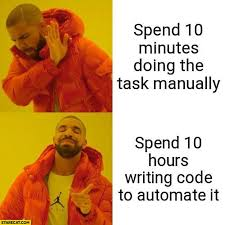 Spend 10
minutes
doing the
task manually
Spend 10
hours
writing code
to automate it
STARECAT.COM